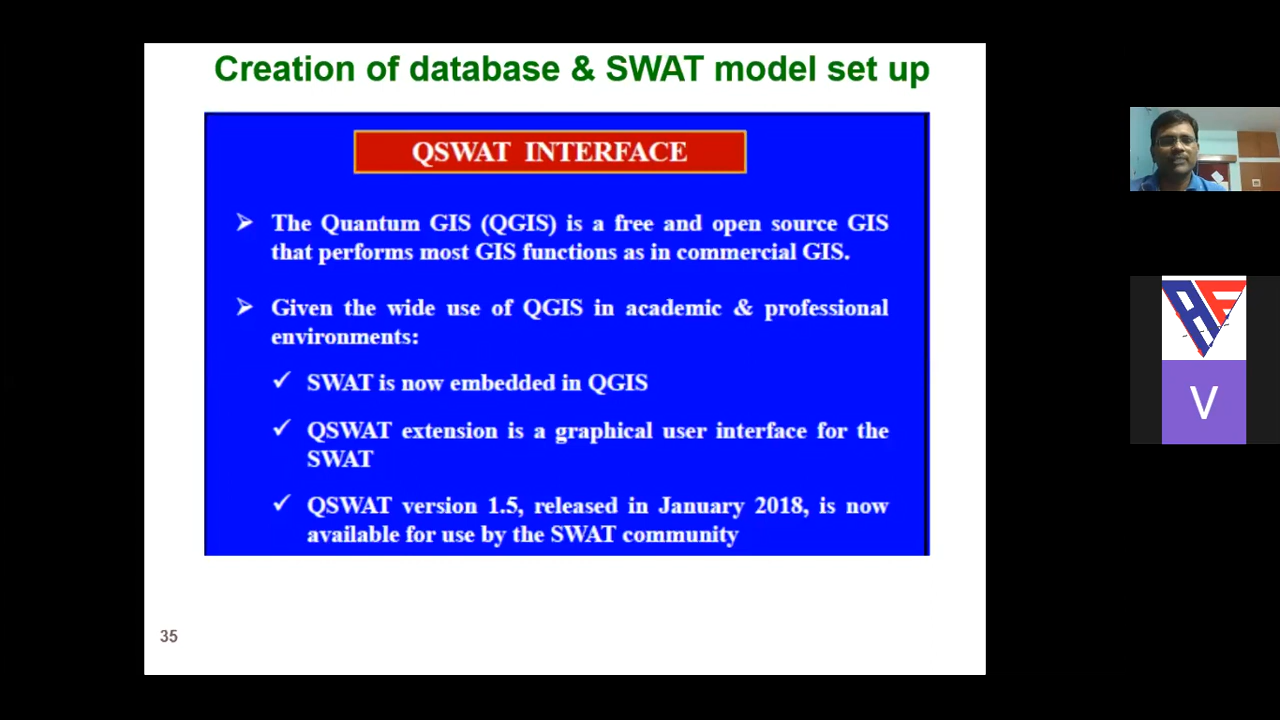 Creation of database & SWAT model set up
QSWAT INTERFACE
The Quantum GIS (QGIS) is a free and open source GIS
that performs most GIS functions as in commercial GIS.
Given the wide use of QGIS in academic & professional
environments:
SWAT is now embedded in QGIS
QSWAT extension is a graphical user interface for the
SWAT
QSWAT version 1.5, released in January 2018, is now
available for use by the SWAT community
35
AF
V